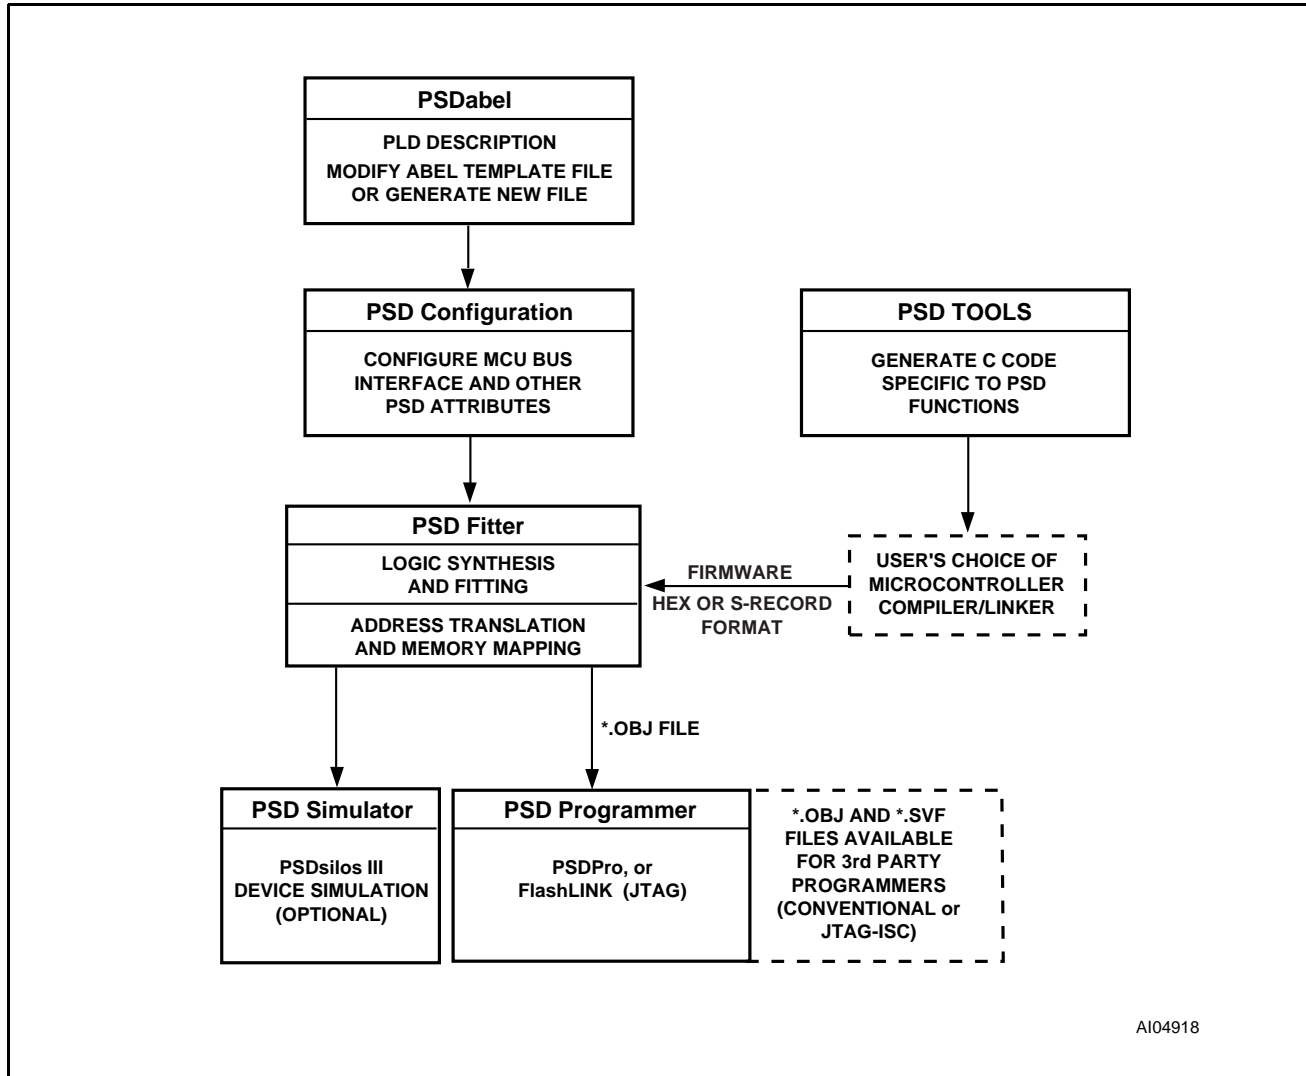 PSDabel
PLD DESCRIPTION
MODIFY ABEL TEMPLATE FILE
OR GENERATE NEW FILE
PSD Configuration
CONFIGURE MCU BUS
INTERFACE AND OTHER
PSD ATTRIBUTES
PSD TOOLS
GENERATE C CODE
SPECIFIC TO PSD
FUNCTIONS
PSD Fitter
LOGIC SYNTHESIS
AND FITTING
ADDRESS TRANSLATION
AND MEMORY MAPPING
FIRMWARE
HEX OR S-RECORD
FORMAT
USER'S CHOICE OF
MICROCONTROLLER
COMPILER/LINKER
*.OBJ FILE
PSD Simulator
PSDsilos III
DEVICE SIMULATION
(OPTIONAL)
PSD Programmer
PSDPro, or
FlashLINK (JTAG)
*.OBJ AND *.SVF
FILES AVAILABLE
FOR 3rd PARTY
PROGRAMMERS
(CONVENTIONAL or
JTAG-ISC)
AI04918